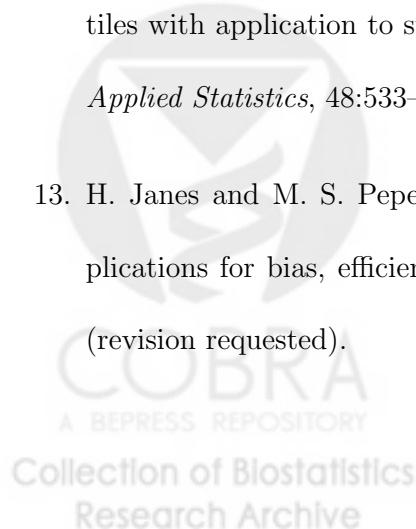 tiles with application to s
Applied Statistics, 48:533–
13. H. Janes and M. S. Pepe
plications for bias, efficien
(revision requested).
COBRA
A BEPRESS REPOSITORY
Collection of Biostatistics
Research Archive